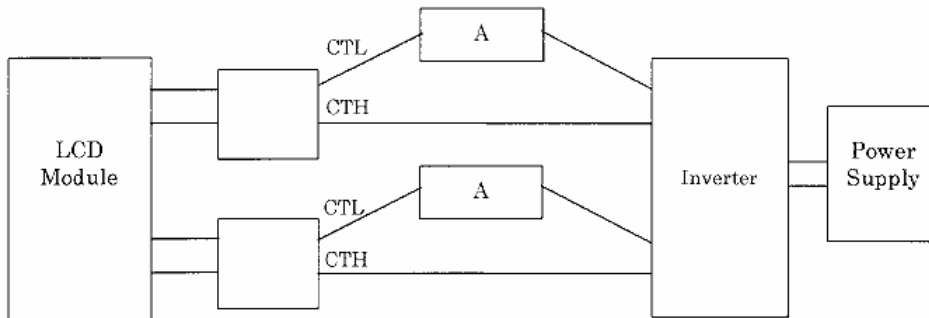 A
CTL
CTH
LCD
Module
A
CTL
CTH
Inverter
Power
Supply